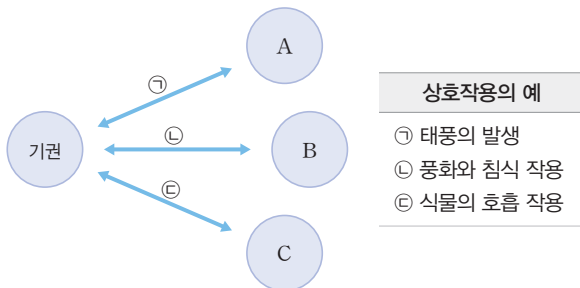 A
㉠
기권
㉡
B
㉢
C
상호작용의 예
㉠ 태풍의 발생
㉡ 풍화와 침식 작용
㉢ 식물의 호흡 작용